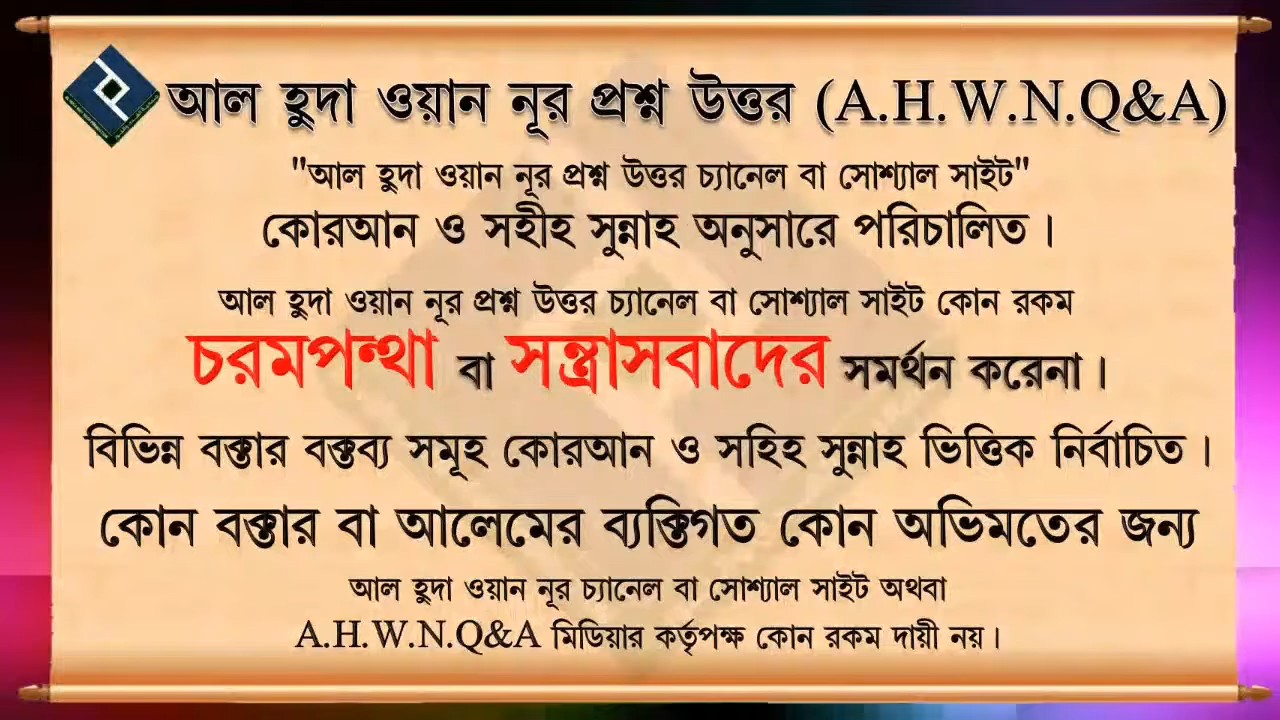 আল হুদা ওয়ান নূর প্রশ্ন উত্তর (A.H.W.N.Q&A)
"আল হুদা ওয়ান নূর প্রশ্ন উত্তর চ্যানেল বা সোশ্যাল সাইট"
কোরআন ও সহীহ সুন্নাহ অনুসারে পরিচালিত।
আল হুদা ওয়ান নূর প্রশ্ন উত্তর চ্যানেল বা সোশ্যাল সাইট কোন রকম
চরমপন্থা বা সন্ত্রাসবাদের সমর্থন করেনা।
বিভিন্ন বক্তার বক্তব্য সমূহ কোরআন ও সহিহ সুন্নাহ ভিত্তিক নির্বাচিত।
কোন বক্তার বা আলেমের ব্যক্তিগত কোন অভিমতের জন্য
আল হুদা ওয়ান নূর চ্যানেল বা সোশ্যাল সাইট অথবা
A.H.W.N.Q&A মিডিয়ার কর্তৃপক্ষ কোন রকম দায়ী নয়।